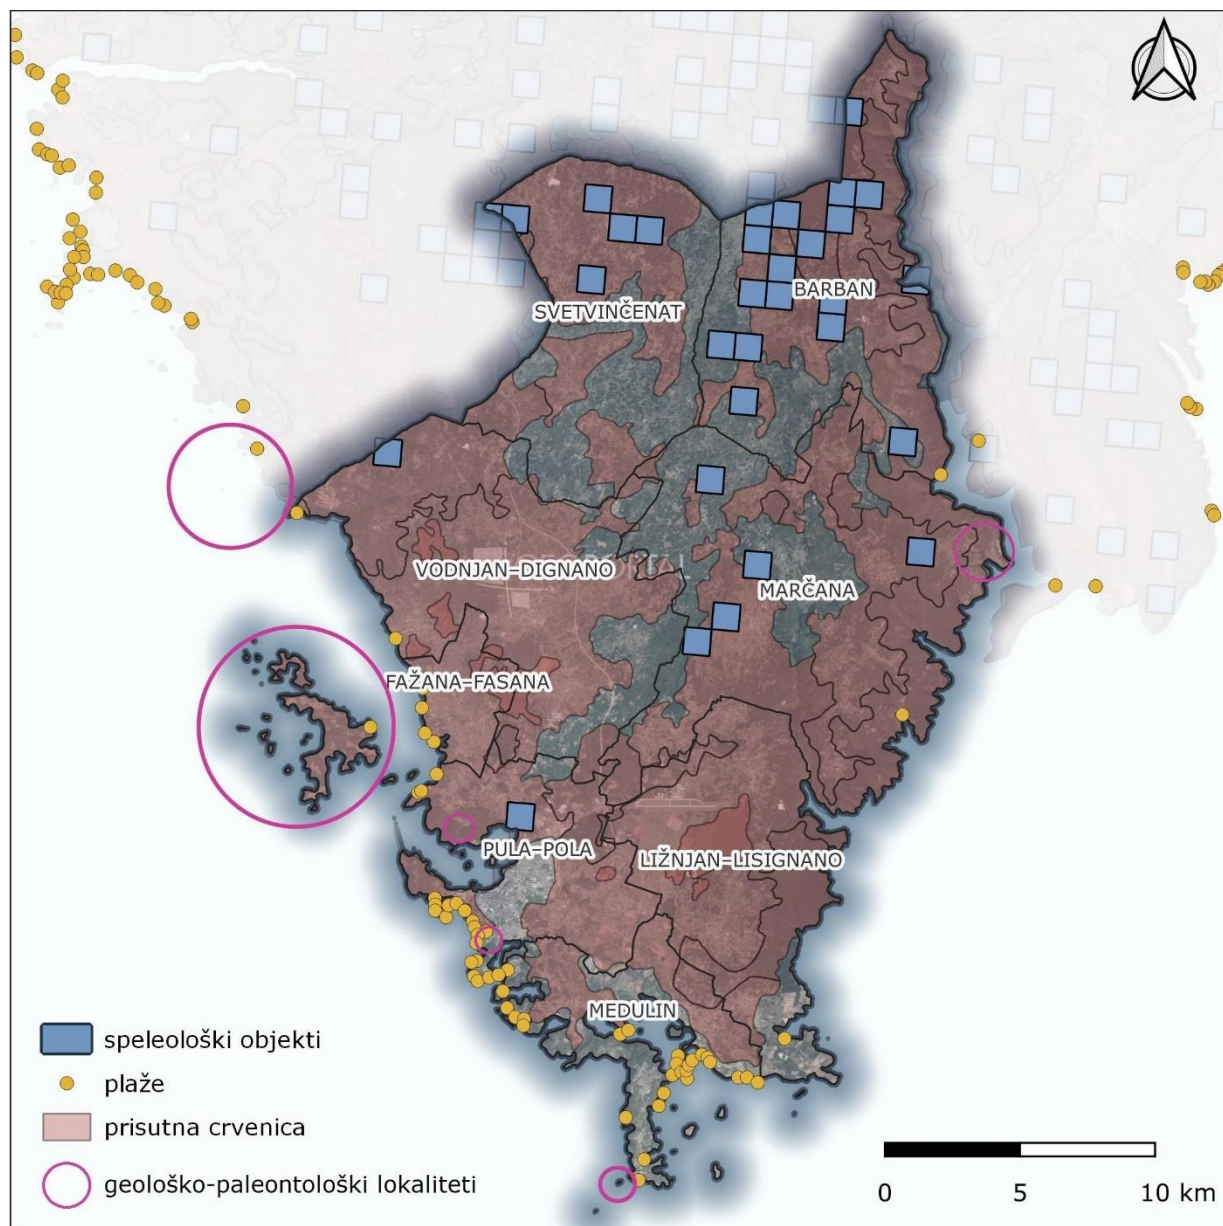 SVETVINČENAT
BARBAN
VODNJAN–DIGNANO
MARČANA
FAŽANA–FASANA
PULA–POLA
LIŽNJAN–LISIGNANO
MEDULIN
speleološki objekti
plaže
prisutna crvenica
geološko-paleontološki lokaliteti
0 5 10 km